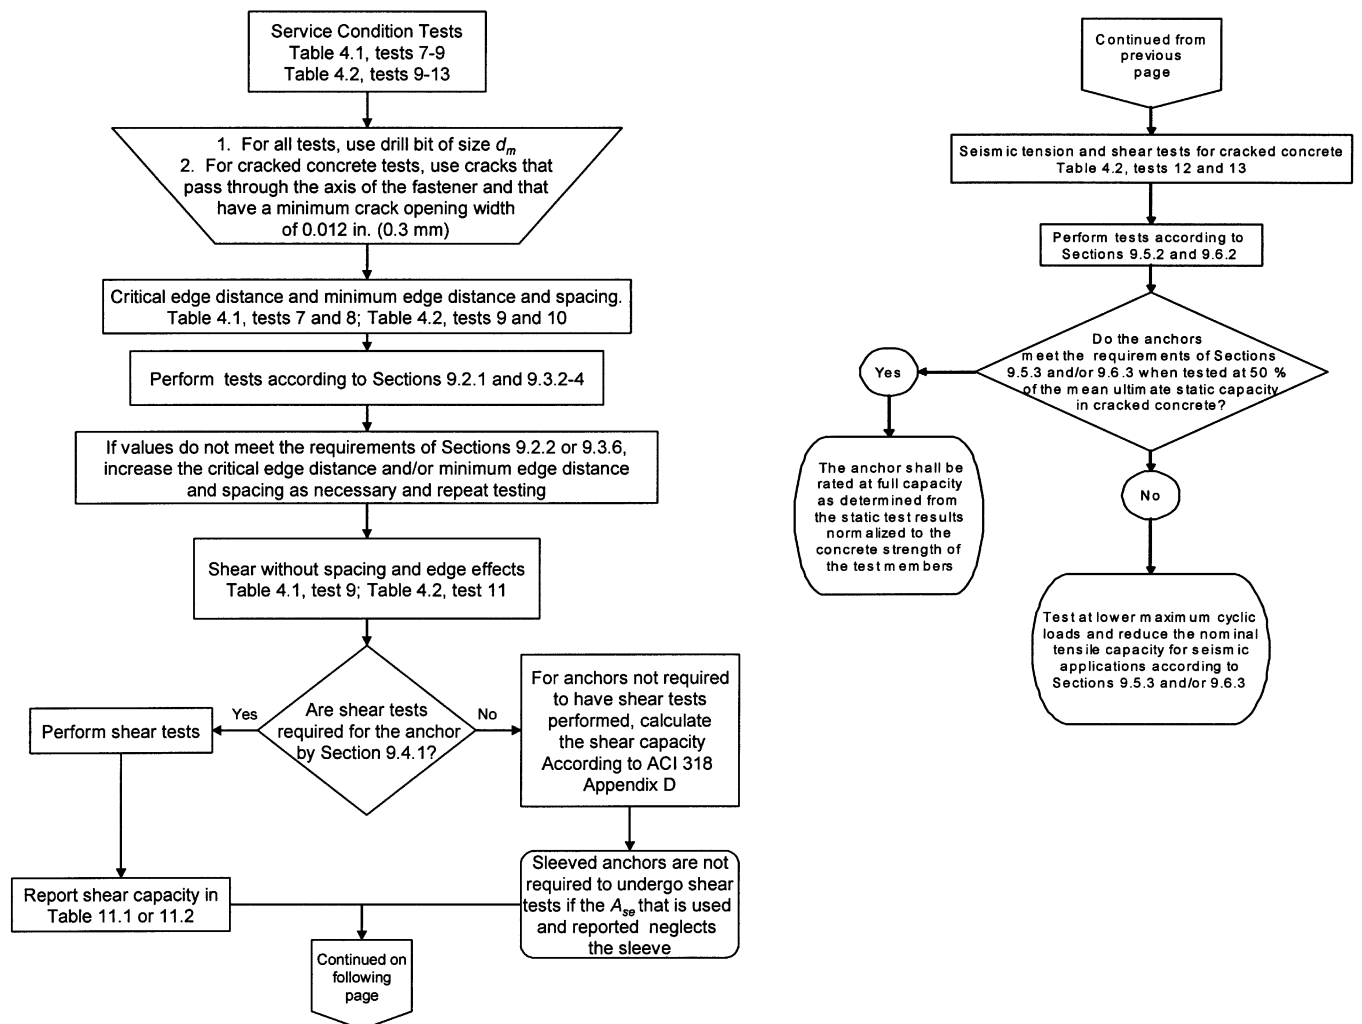 Service Condition Tests
Table 4.1, tests 7-9
Table 4.2, tests 9-13
1. For all tests, use drill bit of size dm
2. For cracked concrete tests, use cracks that
pass through the axis of the fastener and that
have a minimum crack opening width
of 0.012 in. (0.3 mm)
Critical edge distance and minimum edge distance and spacing.
Table 4.1, tests 7 and 8; Table 4.2, tests 9 and 10
Perform tests according to Sections 9.2.1 and 9.3.2-4
If values do not meet the requirements of Sections 9.2.2 or 9.3.6,
increase the critical edge distance and/or minimum edge distance
and spacing as necessary and repeat testing
Shear without spacing and edge effects
Table 4.1, test 9; Table 4.2, test 11
Are shear tests
required for the anchor
by Section 9.4.1?
Yes
No
Perform shear tests
For anchors not required
to have shear tests
performed, calculate
the shear capacity
According to ACI 318
Appendix D
Report shear capacity in
Table 11.1 or 11.2
Sleeved anchors are not
required to undergo shear
tests if the Ase that is used
and reported neglects
the sleeve
Continued on
following
page
Continued from
previous
page
Seismic tension and shear tests for cracked concrete
Table 4.2, tests 12 and 13
Perform tests according to
Sections 9.5.2 and 9.6.2
Do the anchors
meet the requirements of Sections
9.5.3 and/or 9.6.3 when tested at 50 %
of the mean ultimate static capacity
in cracked concrete?
Yes
The anchor shall be
rated at full capacity
as determined from
the static test results
normalized to the
concrete strength of
the test members
No
Test at lower maximum cyclic
loads and reduce the nominal
tensile capacity for seismic
applications according to
Sections 9.5.3 and/or 9.6.3